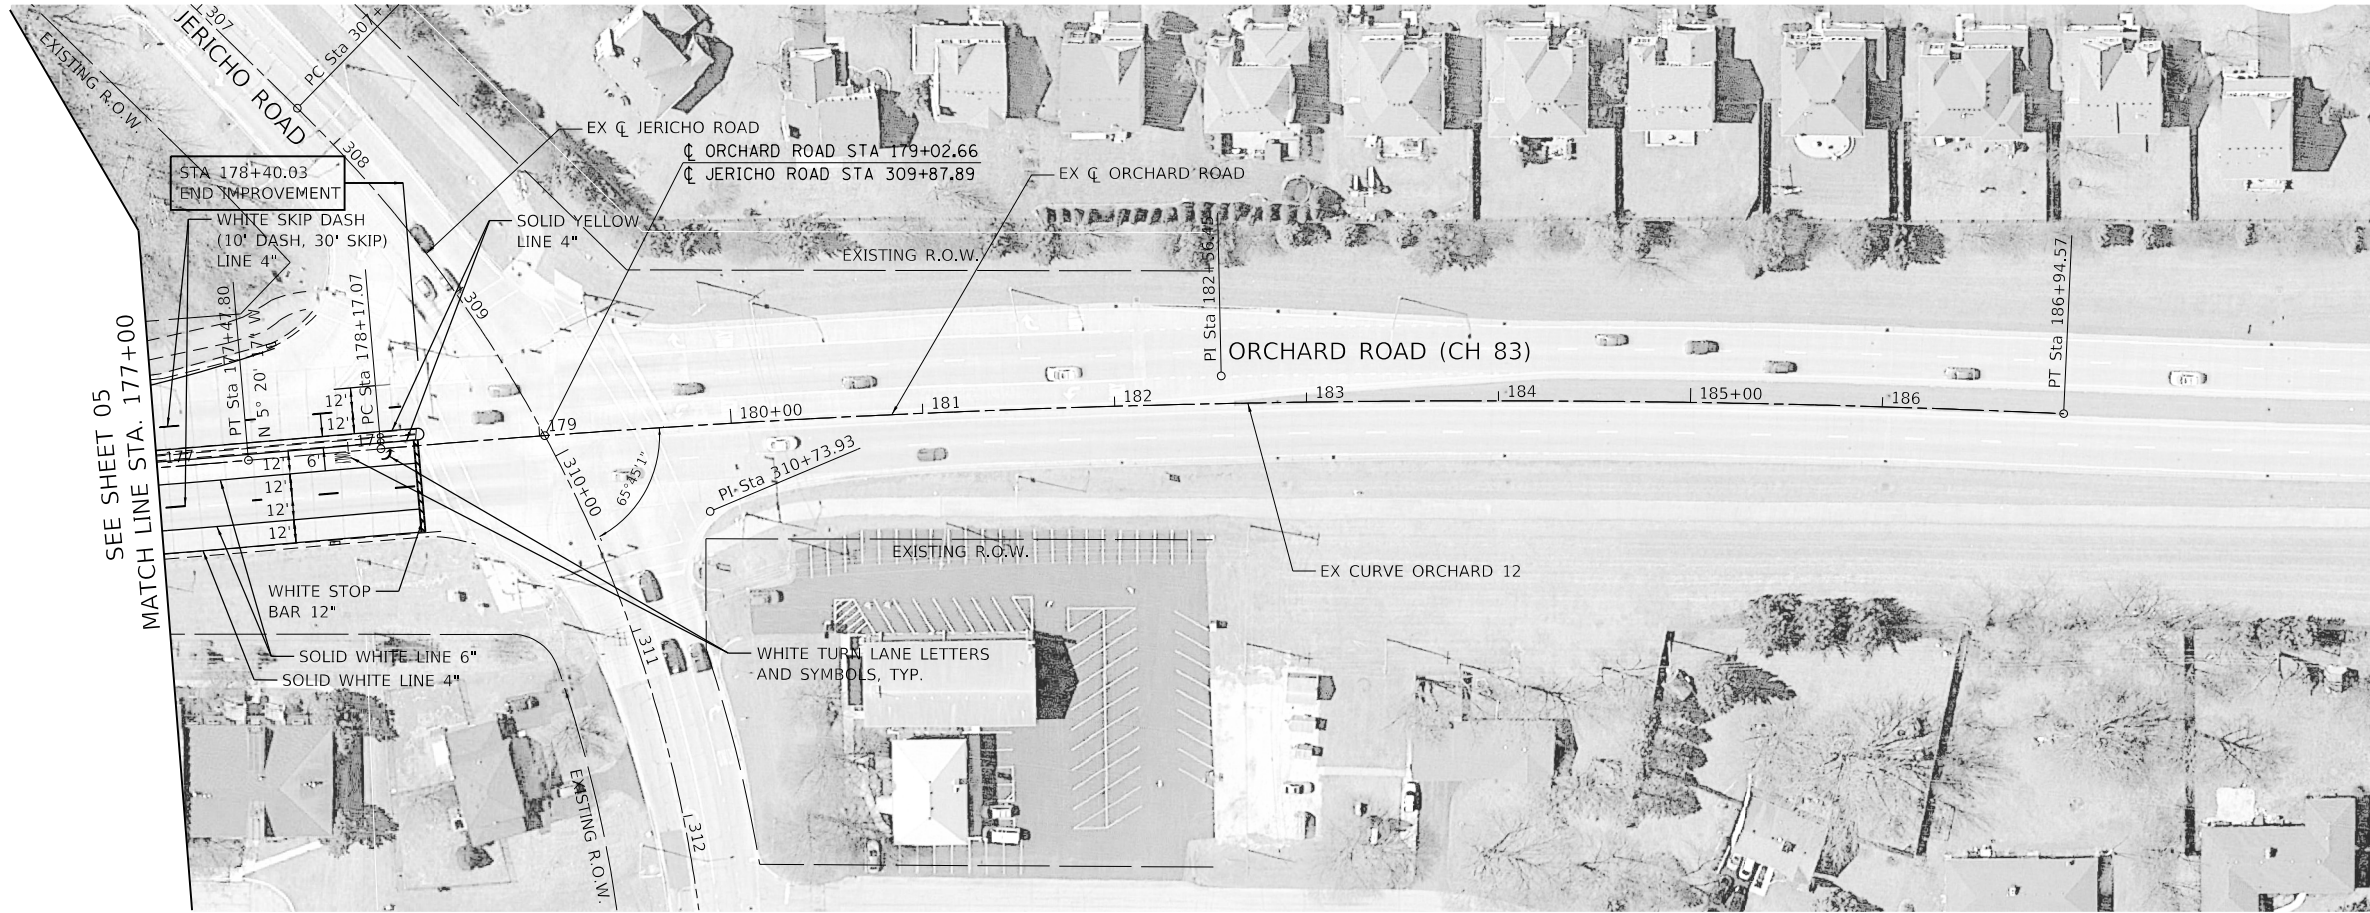 307
JERICHO ROAD
PC Sta 307+
EXISTING R.O.W
308
EX ℄ JERICHO ROAD
℄ ORCHARD ROAD STA 179+02.66
℄ JERICHO ROAD STA 309+87.89
EX ℄ ORCHARD ROAD
STA 178+40.03
END IMPROVEMENT
WHITE SKIP DASH
(10' DASH, 30' SKIP)
LINE 4"
SOLID YELLOW
LINE 4"
EXISTING R.O.W.
309
PT Sta 177+47.80
N 5° 20' 17" W
PC Sta 178+17.07
PI Sta 182+56.45
PT Sta 186+94.57
ORCHARD ROAD (CH 83)
SEE SHEET 05
MATCH LINE STA. 177+00
12'
12'
177
178
179
180+00
181
182
183
184
185+00
186
12'
6'
12'
12'
12'
310+00
65°45'1"
PI Sta 310+73.93
EXISTING R.O.W.
EX CURVE ORCHARD 12
WHITE STOP
BAR 12"
SOLID WHITE LINE 6"
SOLID WHITE LINE 4"
311
WHITE TURN LANE LETTERS
AND SYMBOLS, TYP.
EXISTING R.O.W.
312